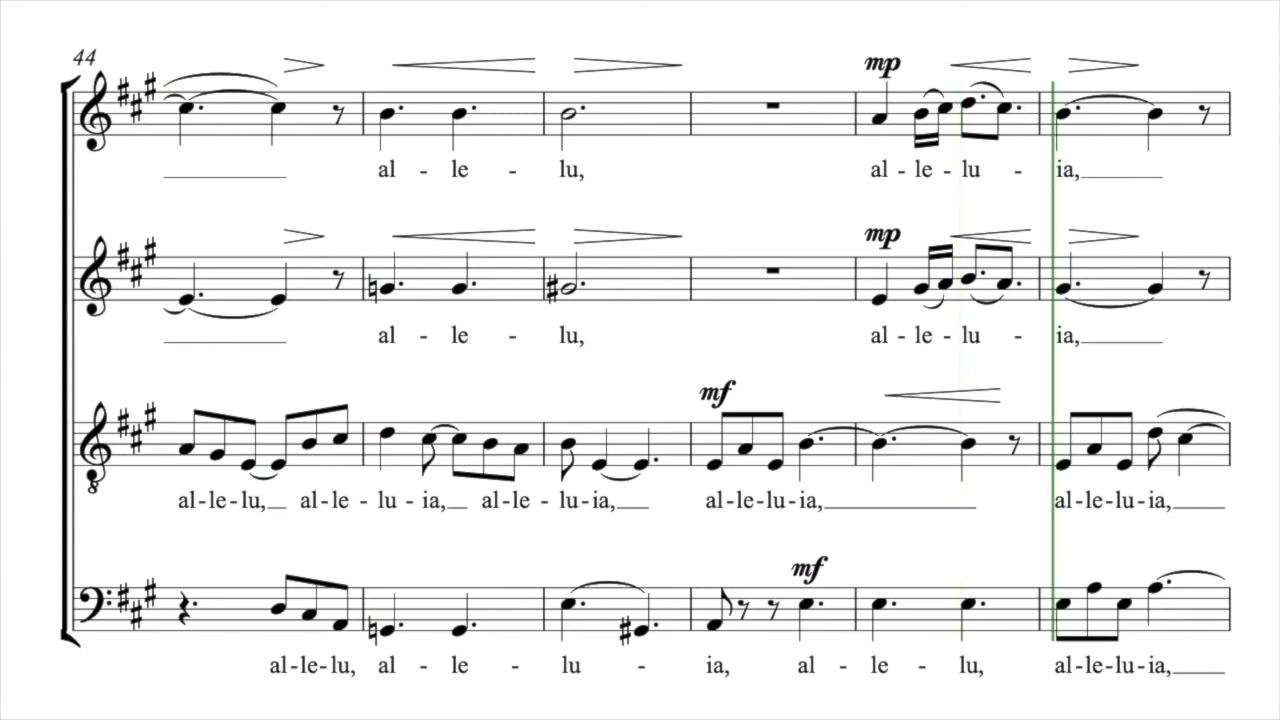 44
al - le - lu,
mp
al - le - lu - ia,
al - le - lu,
mp
al - le - lu - ia,
mf
al-le-lu, al-le - lu - ia, al-le - lu-ia, al-le-lu-ia, al-le-lu-ia,
8
mf
al-le-lu, al - le - lu - ia, al - le - lu, al-le-lu-ia,